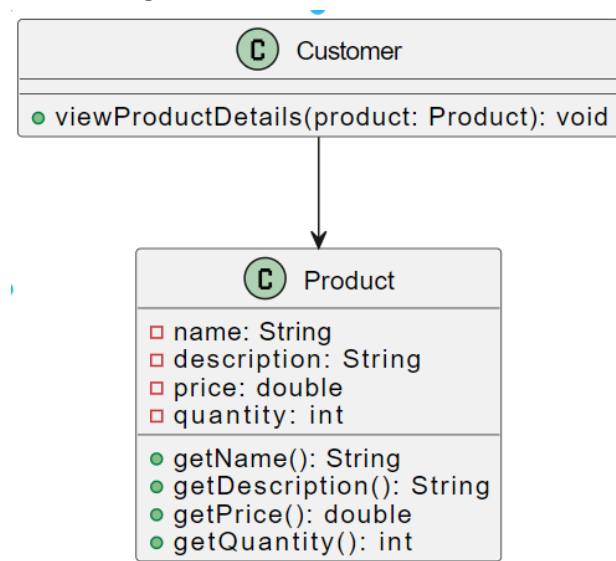 C Customer
viewProductDetails(product: Product): void
C Product
name: String
description: String
price: double
quantity: int
getName(): String
getDescription(): String
getPrice(): double
getQuantity(): int